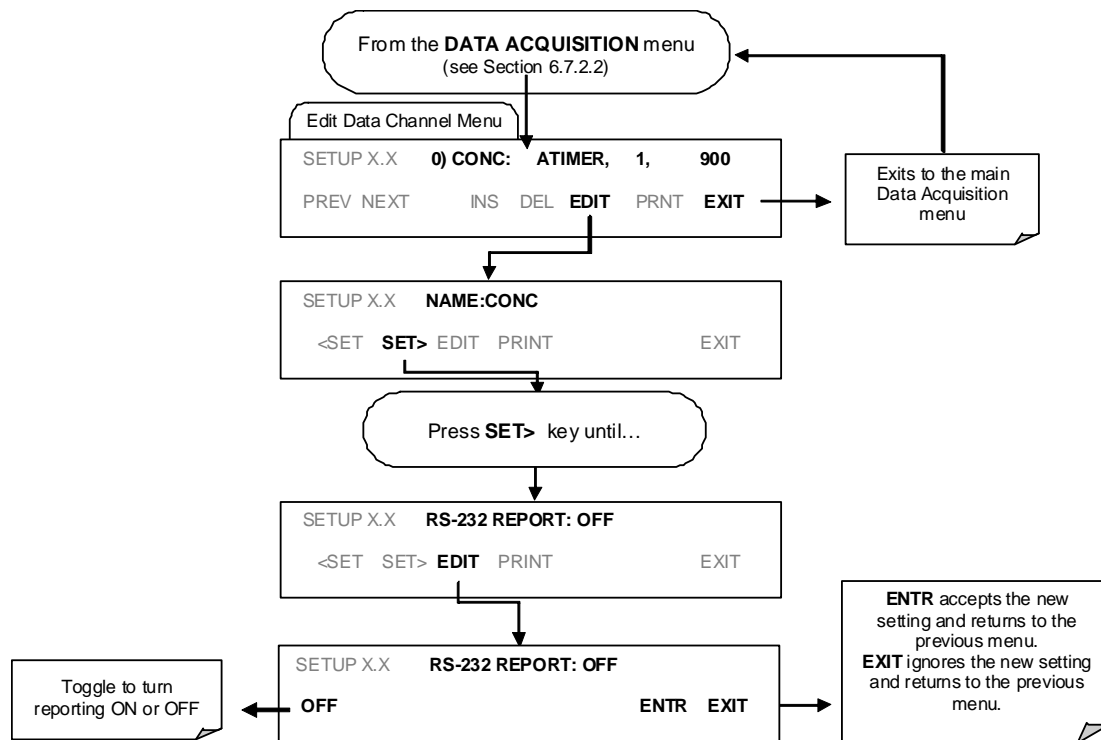 From the DATA ACQUISITION menu
(see Section 6.7.2.2)
Edit Data Channel Menu
SETUP X.X 0) CONC: ATIMER, 1, 900
PREV NEXT INS DEL EDIT PRNT EXIT
Exits to the main
Data Acquisition
menu
SETUP X.X NAME:CONC
<SET SET> EDIT PRINT EXIT
Press SET> key until…
SETUP X.X RS-232 REPORT: OFF
<SET SET> EDIT PRINT EXIT
SETUP X.X RS-232 REPORT: OFF
OFF ENTR EXIT
Toggle to turn
reporting ON or OFF
ENTR accepts the new
setting and returns to the
previous menu.
EXIT ignores the new setting
and returns to the previous
menu.